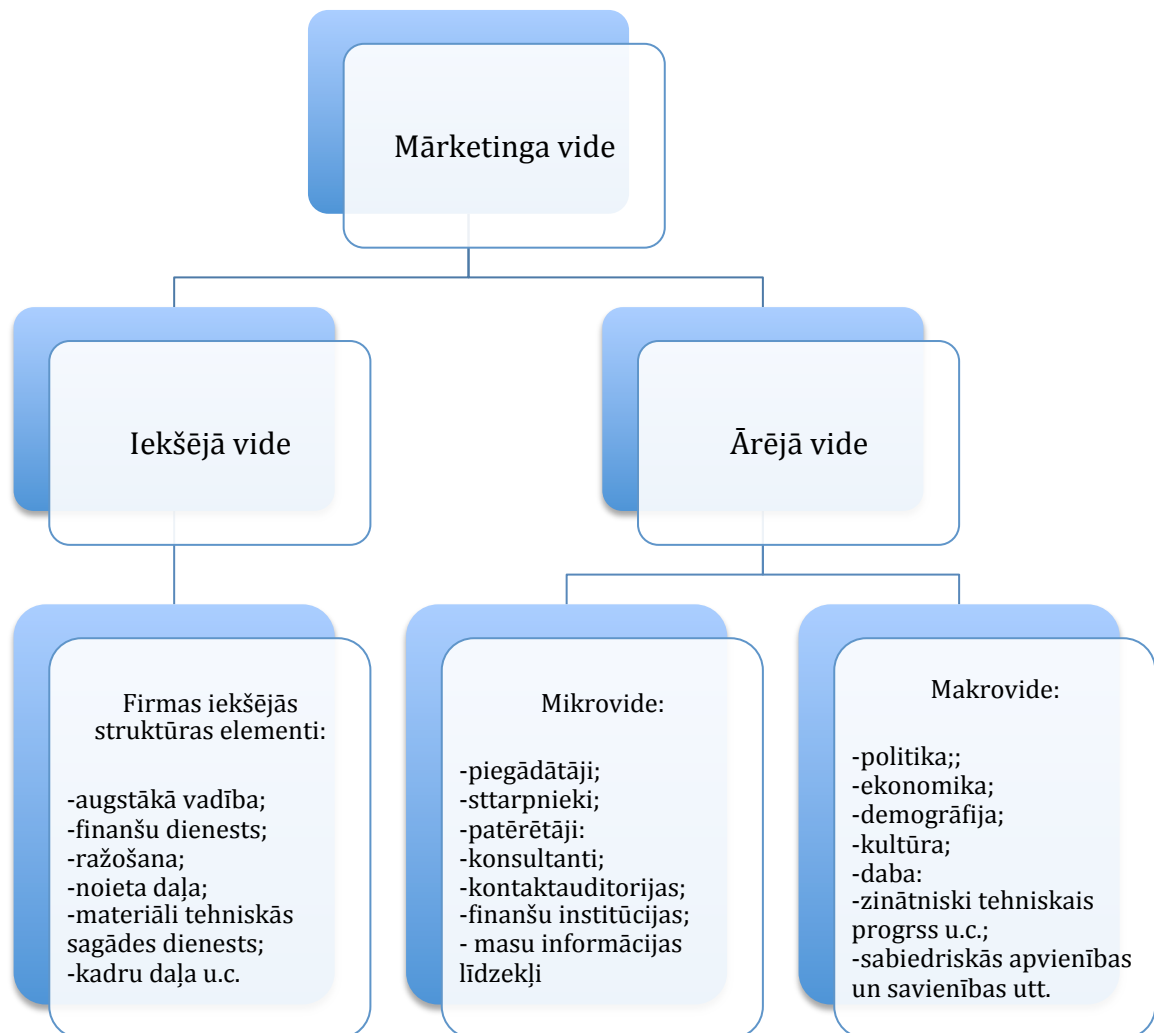 Mārketinga vide
Iekšējā vide
Ārējā vide
Firmas iekšējās
struktūras elementi:
-augstākā vadība;
-finanšu dienests;
-ražošana;
-noieta daļa;
-materiāli tehniskās
sagādes dienests;
-kadru daļa u.c.
Mikrovide:
-piegādātāji;
-sttarpnieki;
-patērētāji:
-konsultanti;
-kontaktauditorijas;
-finanšu institūcijas;
- masu informācijas
līdzekļi
Makrovide:
-politika;;
-ekonomika;
-demogrāfija;
-kultūra;
-daba:
-zinātniski tehniskais
progrss u.c.;
-sabiedriskās apvienības
un savienības utt.